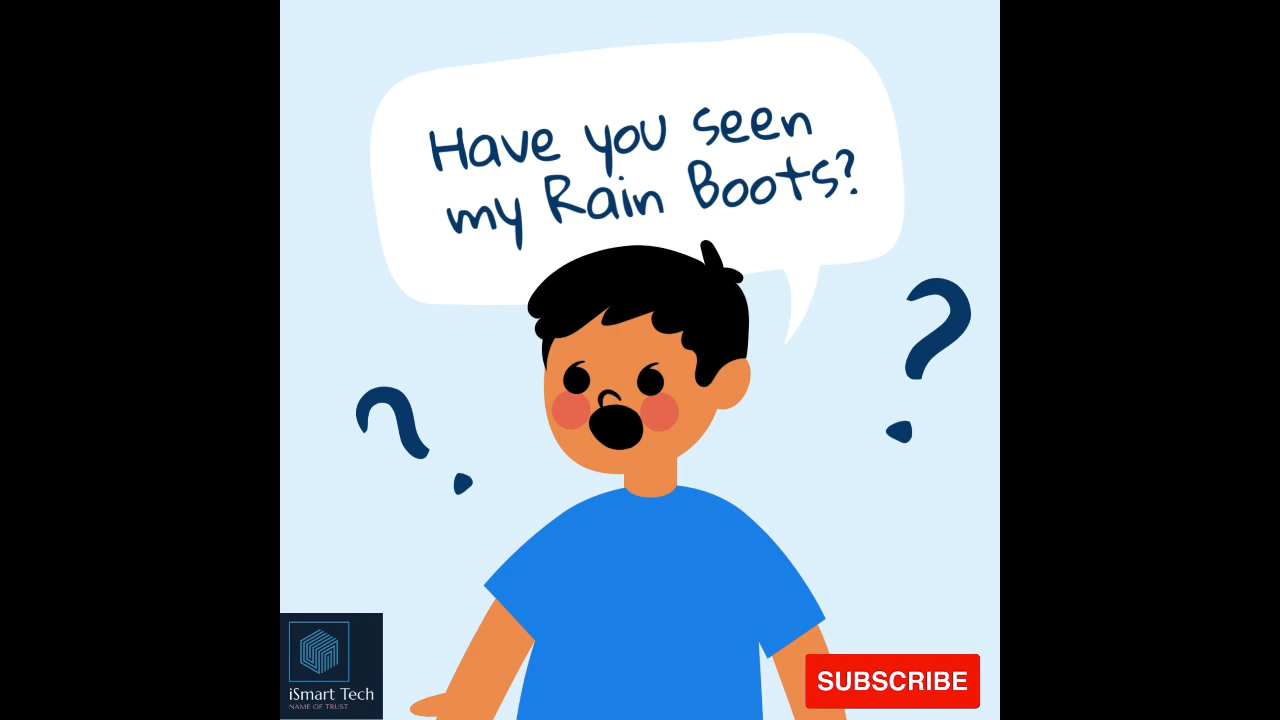 Have you seen
my Rain Boots?
?
?
iSmart Tech
NAME OF TRUST
SUBSCRIBE